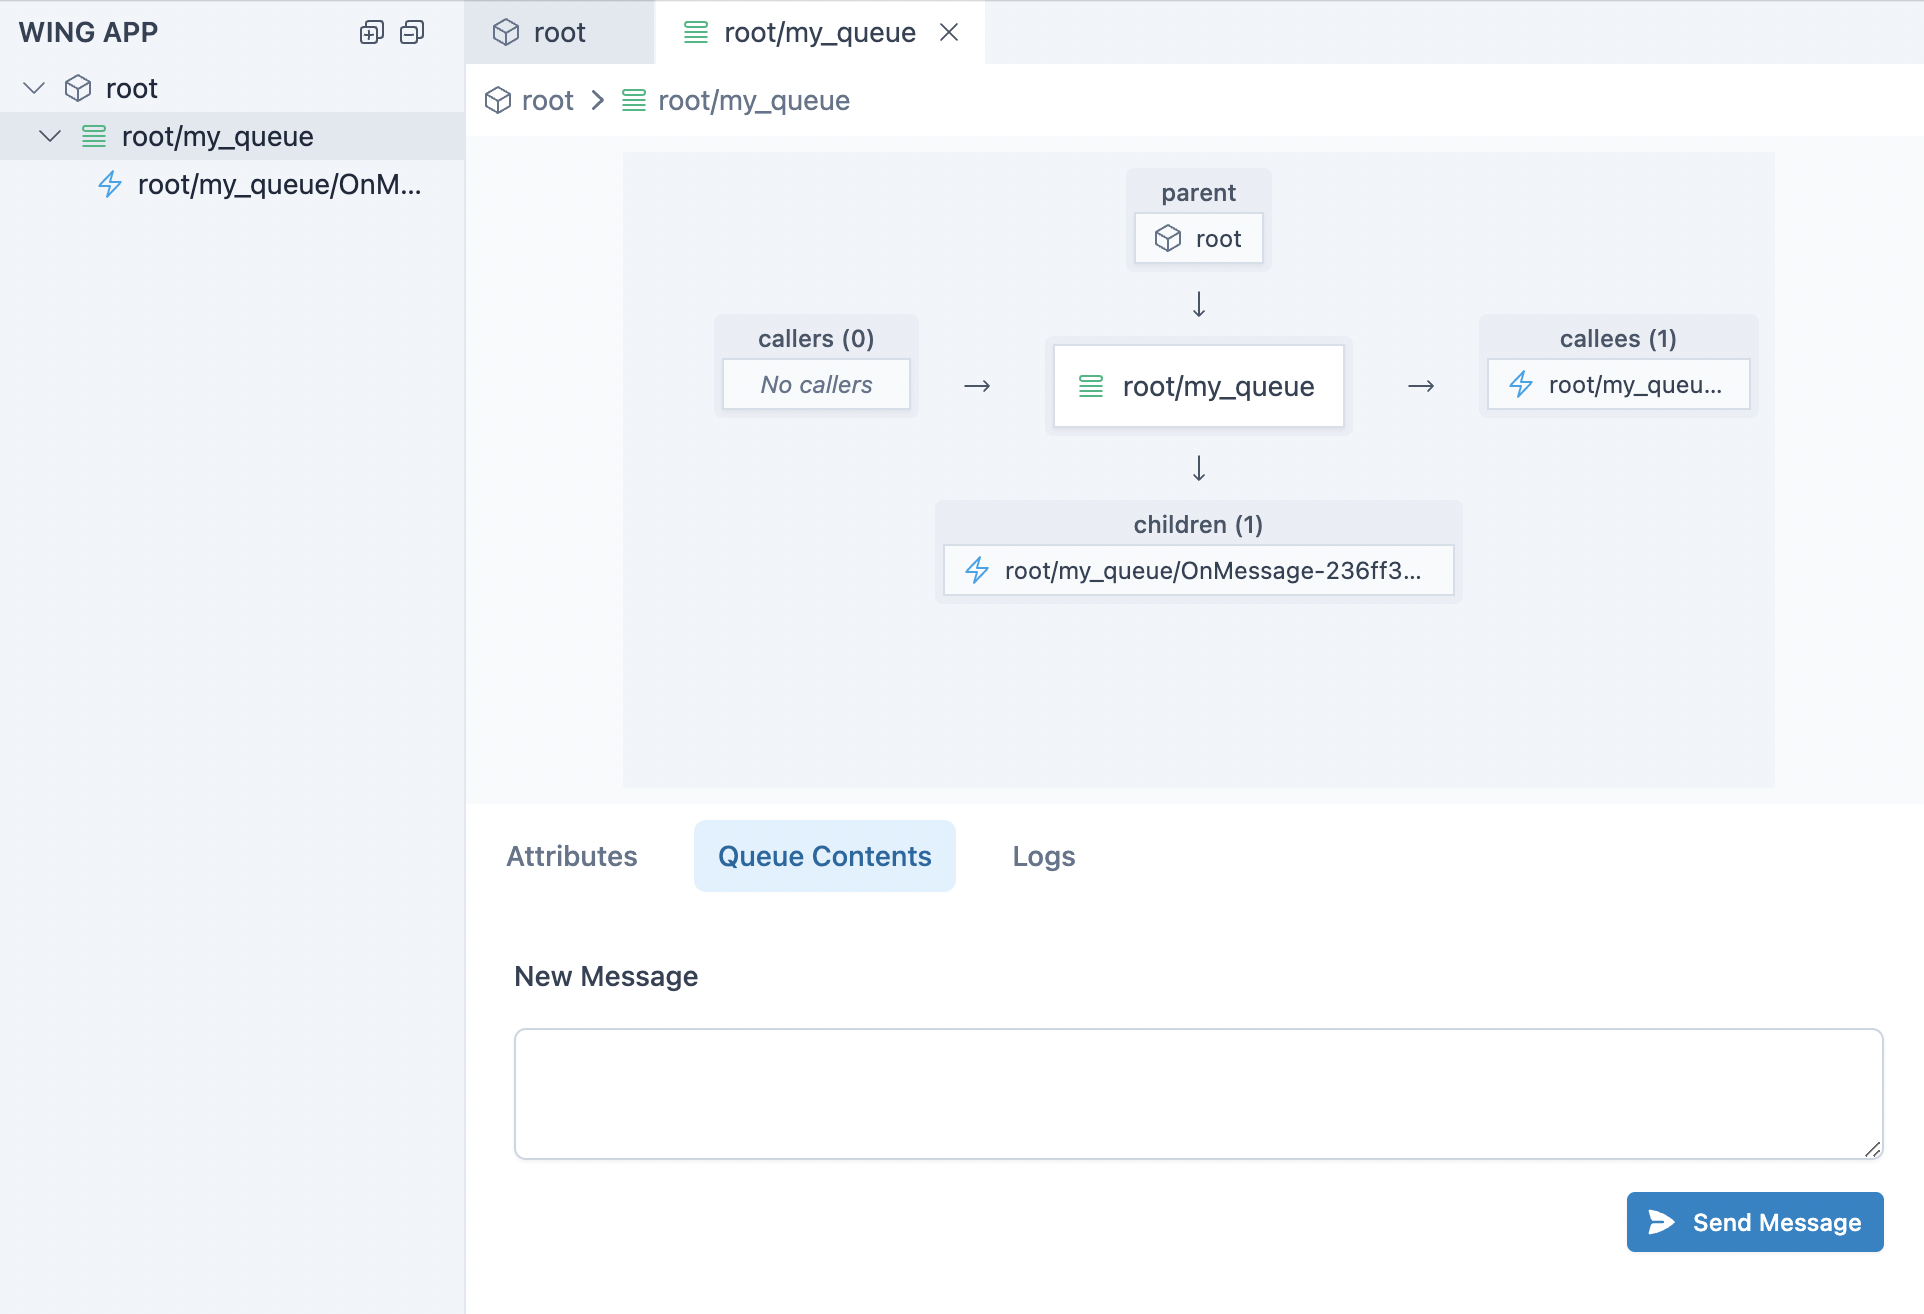 WING APP
root
root/my_queue
root/my_queue/OnM...
root
root/my_queue
root
root/my_queue
parent
root
callers (0)
No callers
root/my_queue
callees (1)
root/my_queu...
children (1)
root/my_queue/OnMessage-236ff3...
Attributes
Queue Contents
Logs
New Message
Send Message